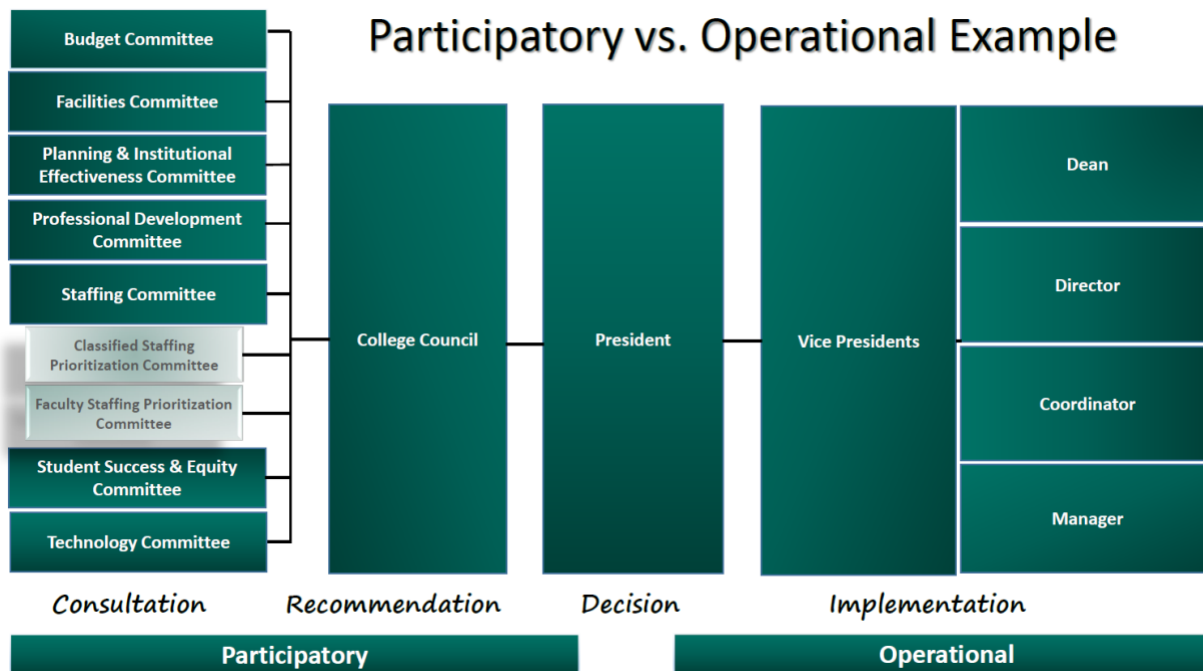 Participatory vs. Operational Example
Budget Committee
Facilities Committee
Planning & Institutional
Effectiveness Committee
Professional Development
Committee
Staffing Committee
Classified Staffing
Prioritization Committee
Faculty Staffing Prioritization
Committee
Student Success & Equity
Committee
Technology Committee
College Council
President
Vice Presidents
Dean
Director
Coordinator
Manager
Consultation
Recommendation
Decision
Implementation
Participatory
Operational